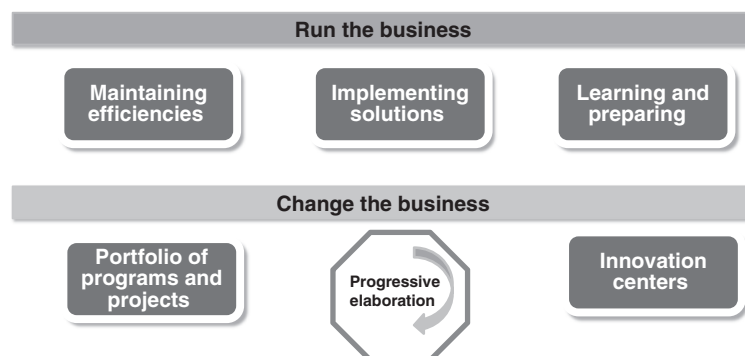 Run the business
Maintaining
efficiencies
Implementing
solutions
Learning and
preparing
Change the business
Portfolio of
programs and
projects
Progressive
elaboration
Innovation
centers